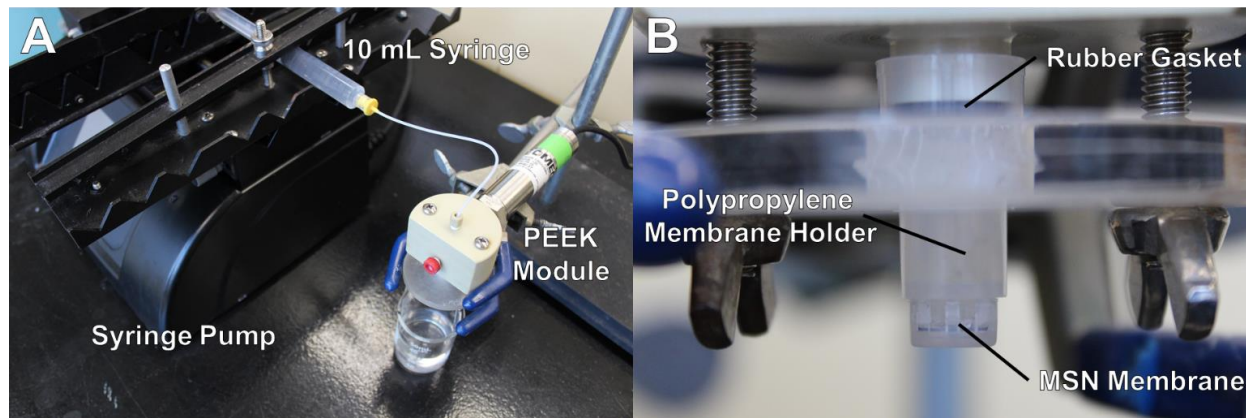 A
10 mL Syringe
PEEK
Module
Syringe Pump
B
Rubber Gasket
Polypropylene
Membrane Holder
MSN Membrane